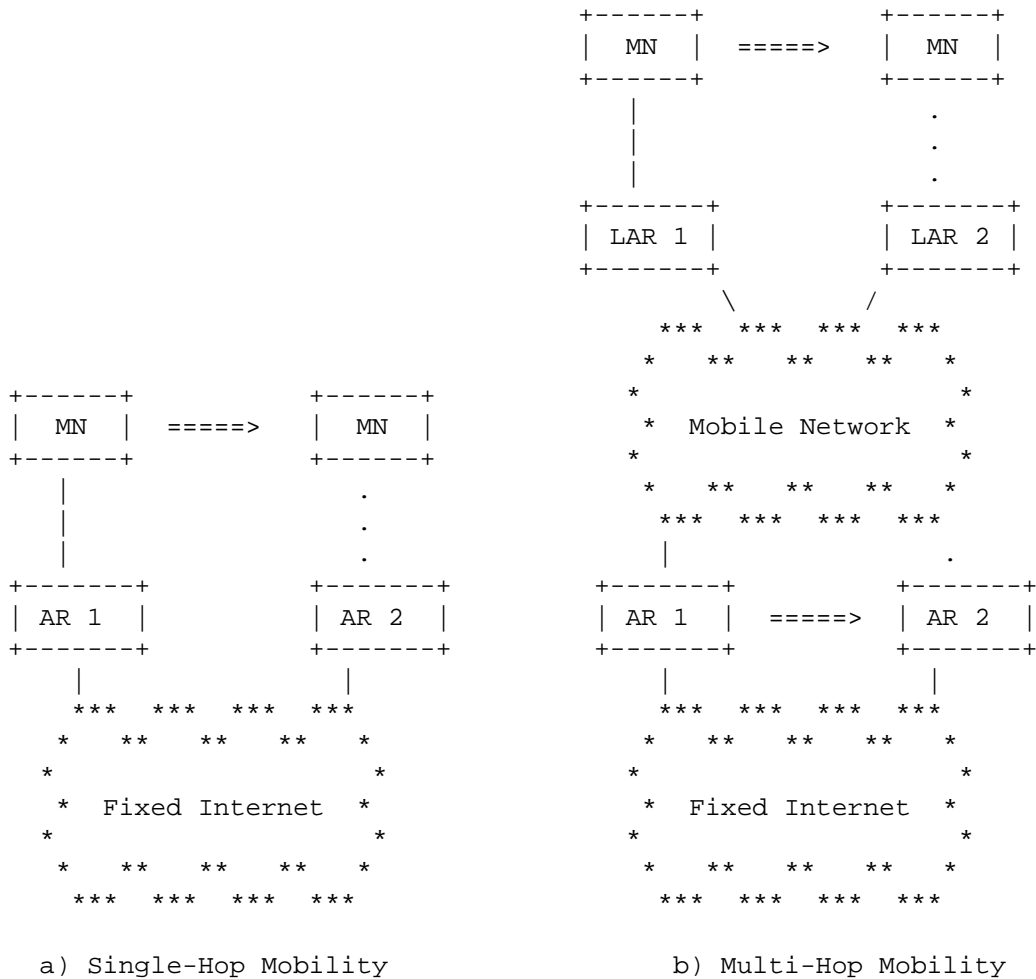 MN =====> MN
LAR 1 LAR 2
Mobile Network
MN =====> MN
AR 1 =====> AR 2
AR 1 AR 2
Fixed Internet Fixed Internet
a) Single-Hop Mobility b) Multi-Hop Mobility